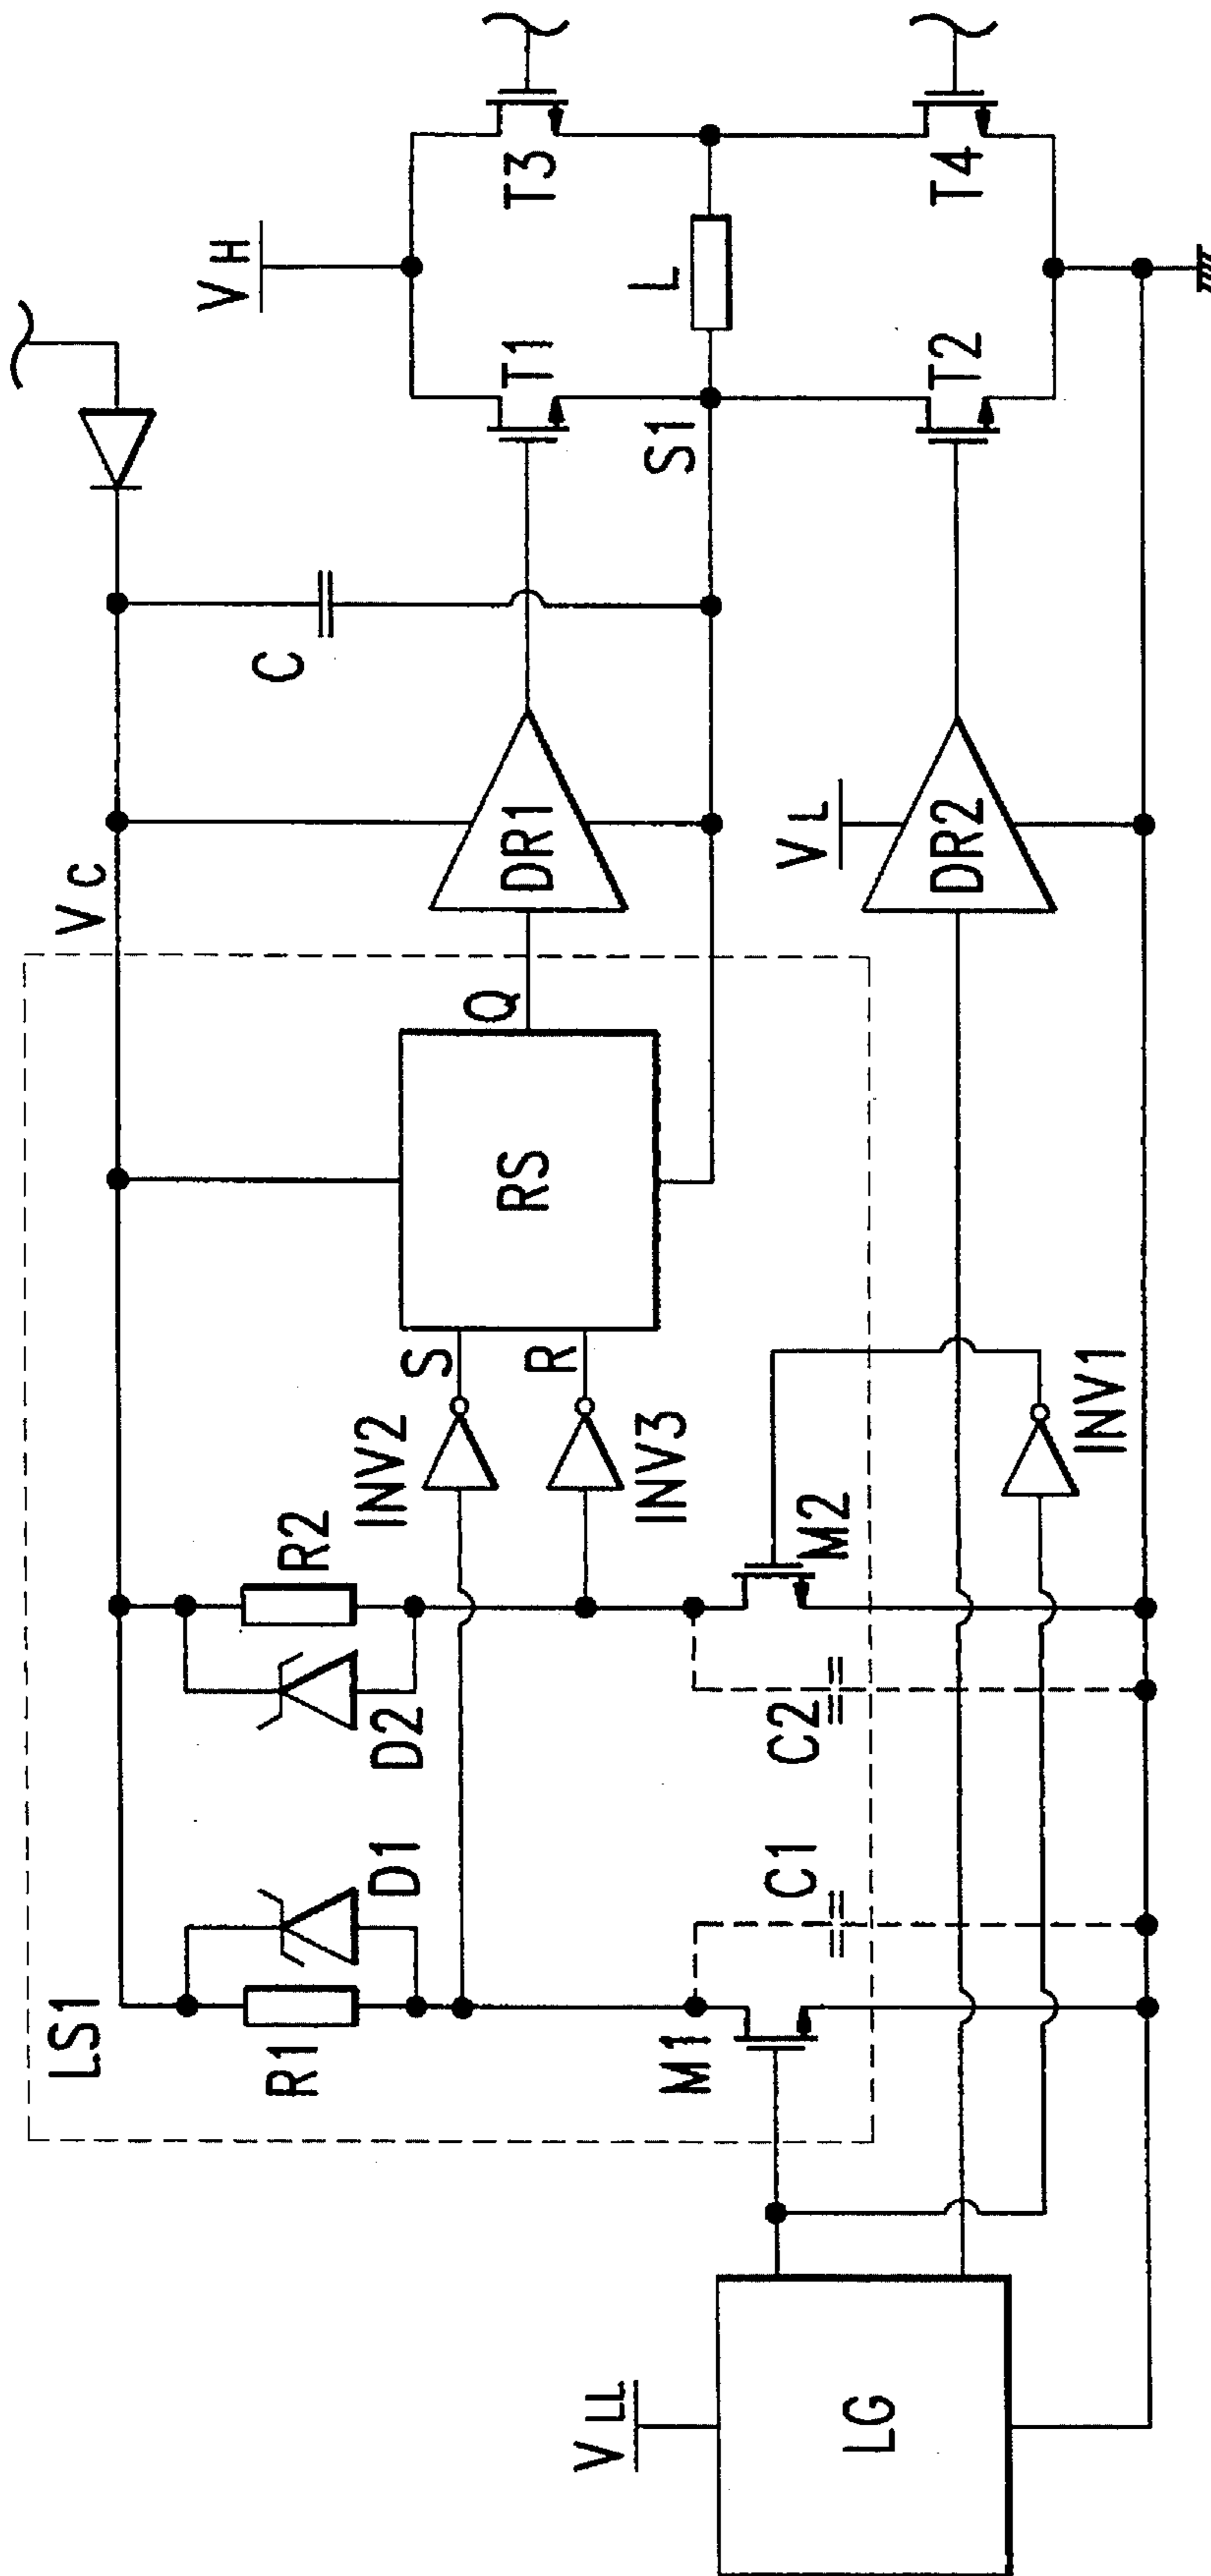 LS1
R1
D1
D2
R2
INV2
INV3
S
R
RS
Q
VC
DR1
C
VH
T1
T3
S1
L
T2
T4
VL
DR2
M1
C1
C2
M2
INV1
VLL
LG